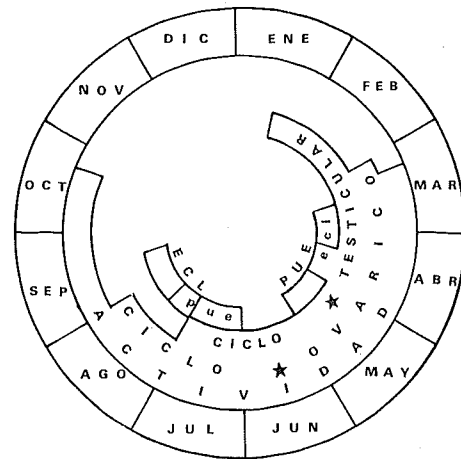 ENE
FEB
MAR
ABR
MAY
JUN
JUL
AGO
SEP
OCT
NOV
DIC
ACTIVIDAD
CICLO OVARICO
CICLO TESTICULAR
PUE
ecl
ECL
pue